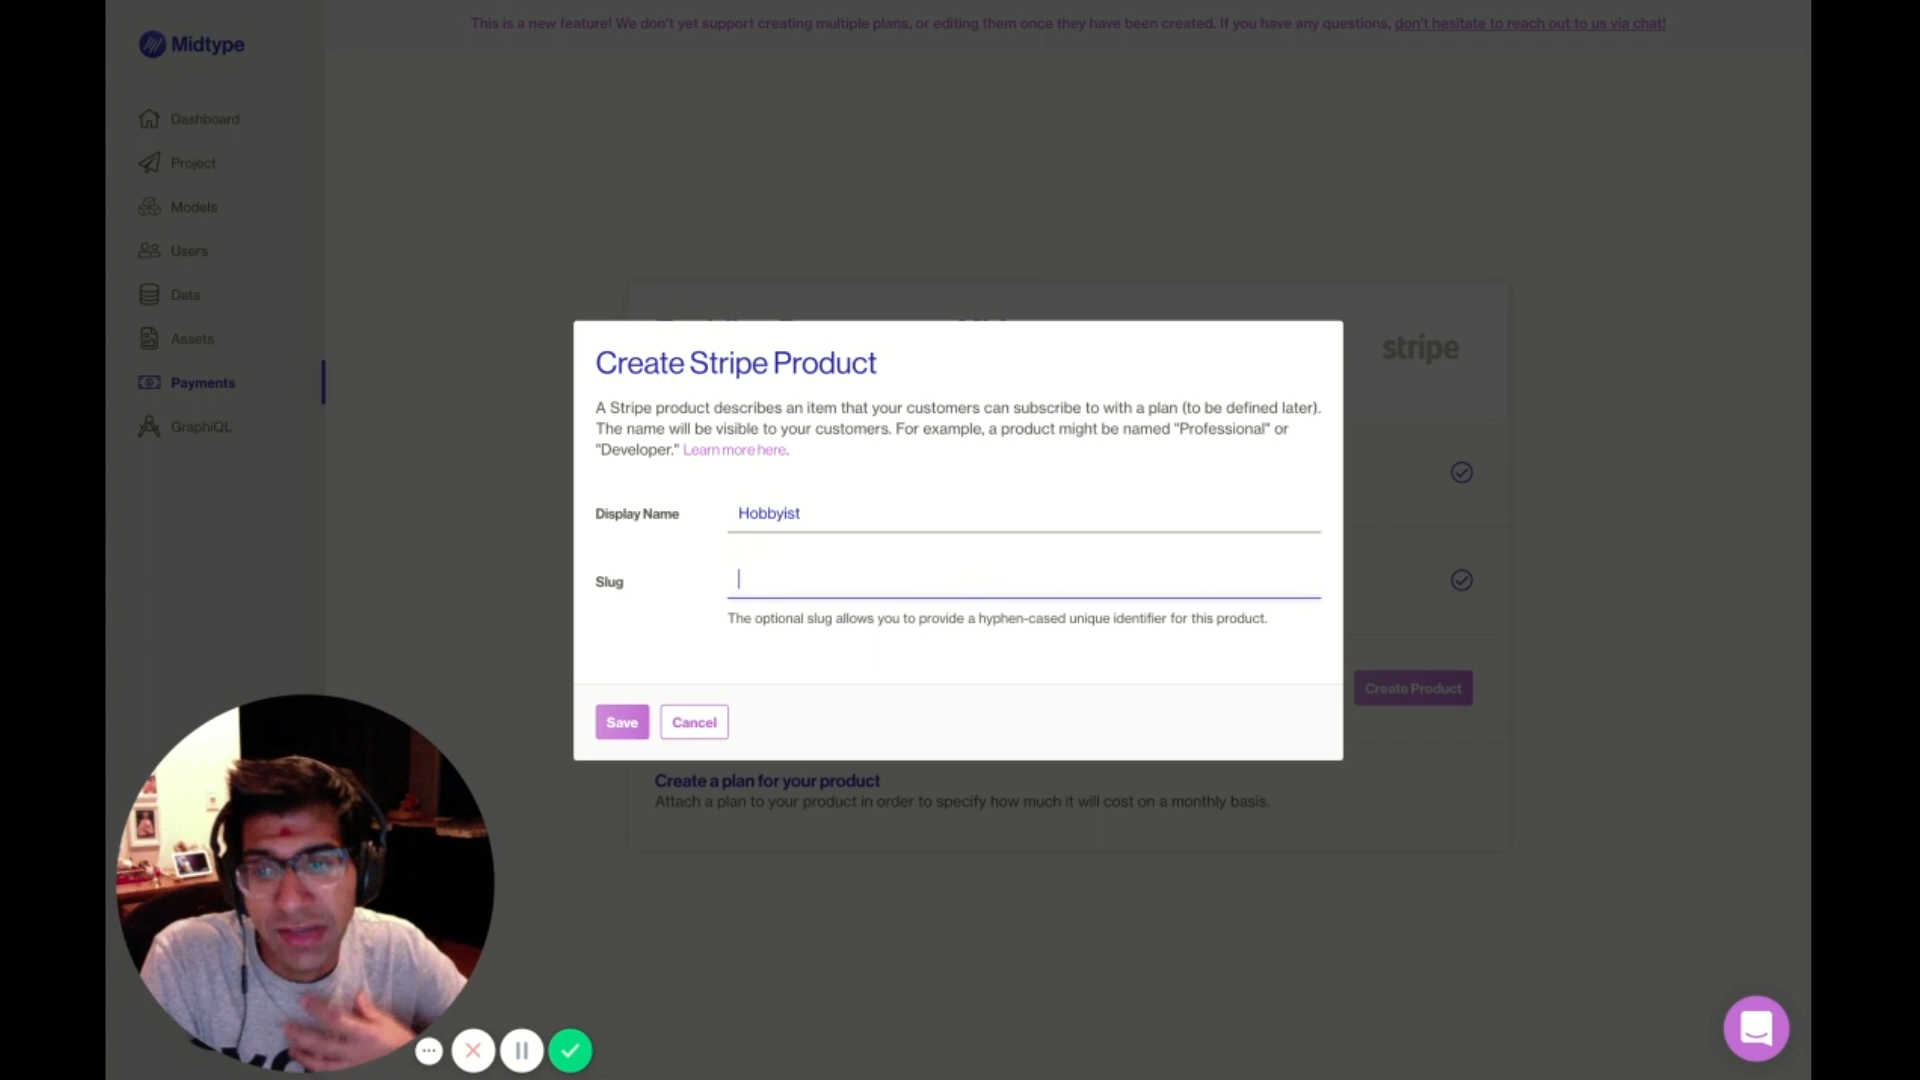 This is a new feature! We don't yet support creating multiple plans, or editing them once they have been created. If you have any questions, don't hesitate to reach out to us via chat!
Midtype
Dashboard
Project
Models
Users
Data
Assets
Payments
GraphiQL
stripe
Create Stripe Product
A Stripe product describes an item that your customers can subscribe to with a plan (to be defined later).
The name will be visible to your customers. For example, a product might be named "Professional" or
"Developer." Learn more here.
Display Name
Hobbyist
Slug
The optional slug allows you to provide a hyphen-cased unique identifier for this product.
Create Product
Save
Cancel
Create a plan for your product
Attach a plan to your product in order to specify how much it will cost on a monthly basis.